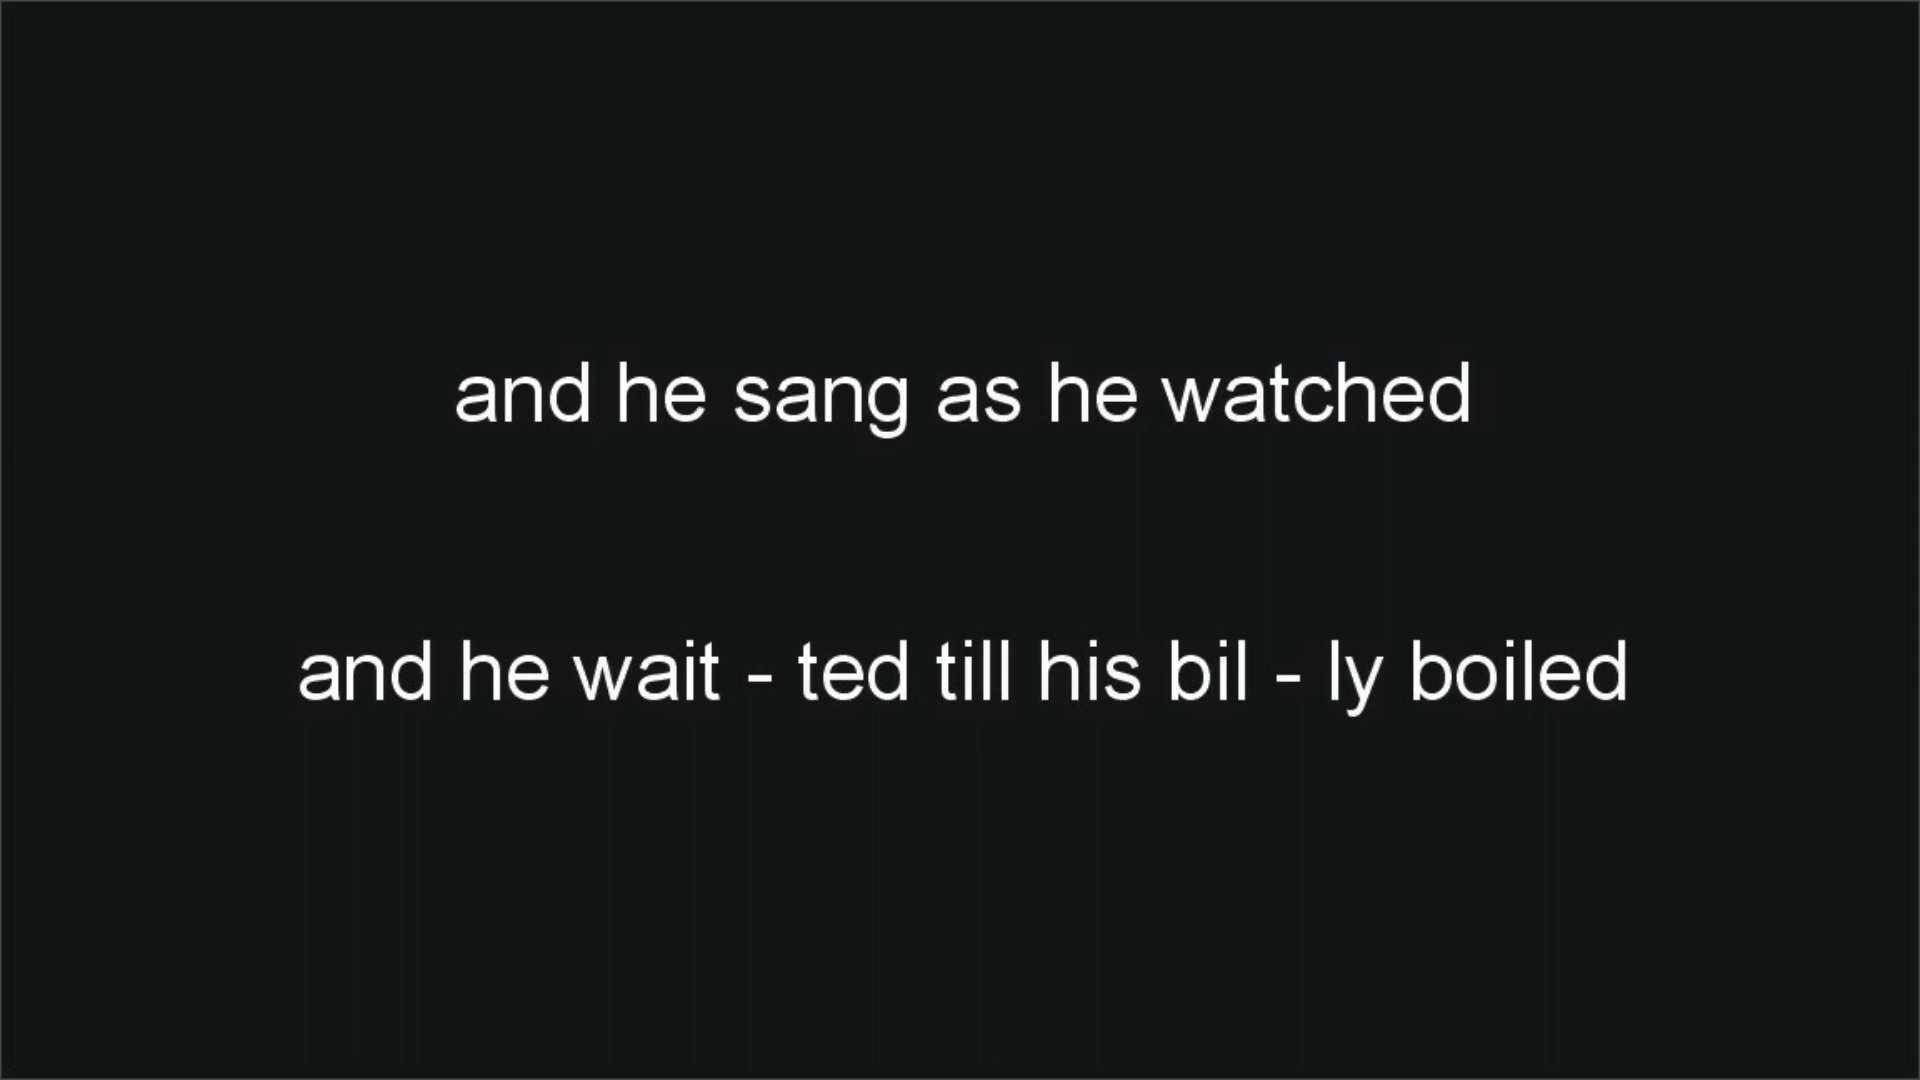 and he sang as he watched
and he wait - ted till his bil - ly boiled